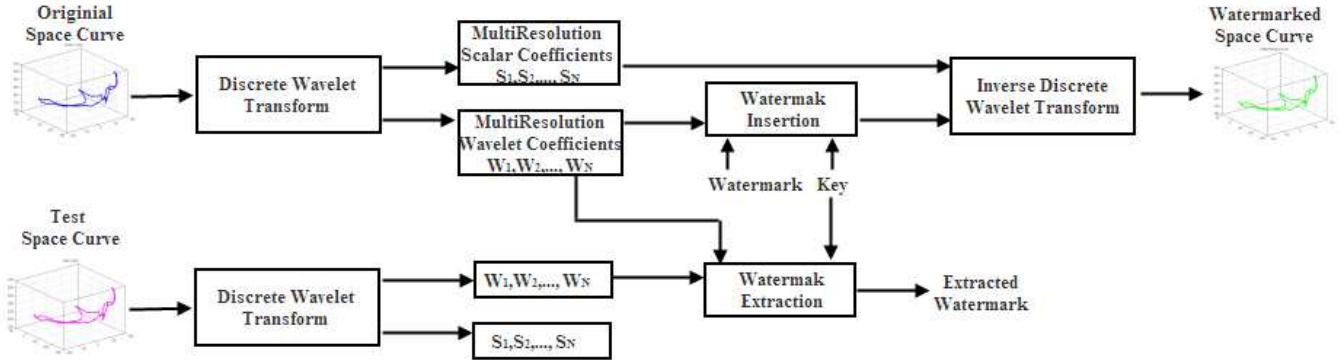 Originial
Space Curve
Discrete Wavelet
Transform
MultiResolution
Scalar Coefficients
S1,S2,..., SN
MultiResolution
Wavelet Coefficients
W1,W2,..., WN
Watermak
Insertion
Inverse Discrete
Wavelet Transform
Watermarked
Space Curve
Watermark
Key
Test
Space Curve
Discrete Wavelet
Transform
W1,W2,..., WN
S1,S2,..., SN
Watermak
Extraction
Extracted
Watermark